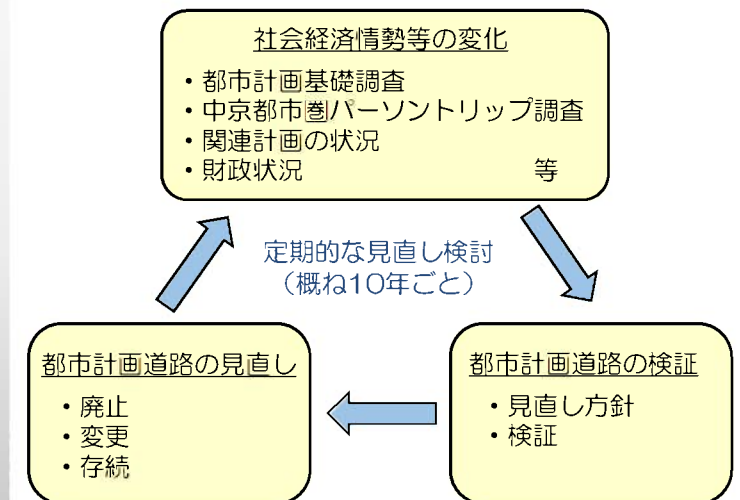 社会経済情勢等の変化
・都市計画基礎調査
・中京都市圏パーソントリップ調査
・関連計画の状況
・財政状況 等
定期的な見直し検討
（概ね10年ごと）
都市計画道路の見直し
・廃止
・変更
・存続
都市計画道路の検証
・見直し方針
・検証